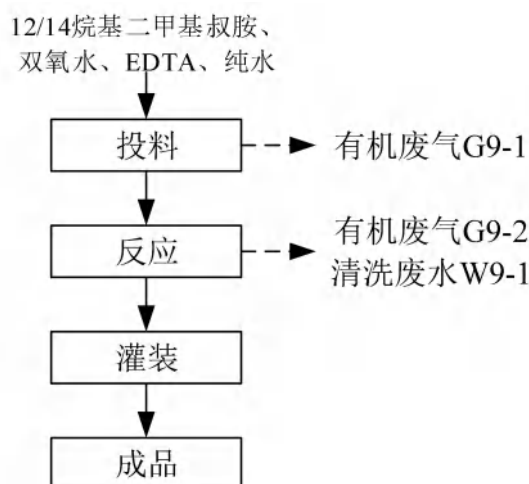 12/14烷基二甲基叔胺、
双氧水、EDTA、纯水
投料
有机废气G9-1
反应
有机废气G9-2
清洗废水W9-1
灌装
成品